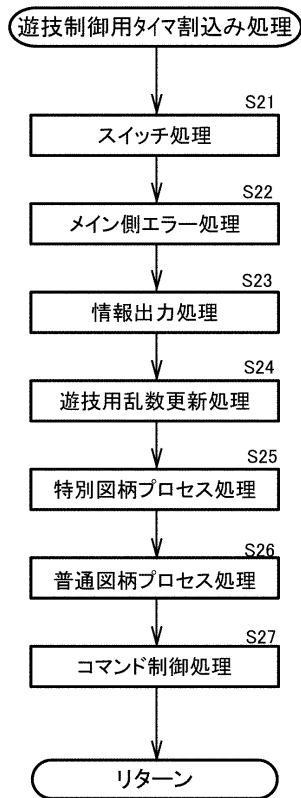 遊技制御用タイマ割込み処理
S21
スイッチ処理
S22
メイン側エラー処理
S23
情報出力処理
S24
遊技用乱数更新処理
S25
特別図柄プロセス処理
S26
普通図柄プロセス処理
S27
コマンド制御処理
リターン